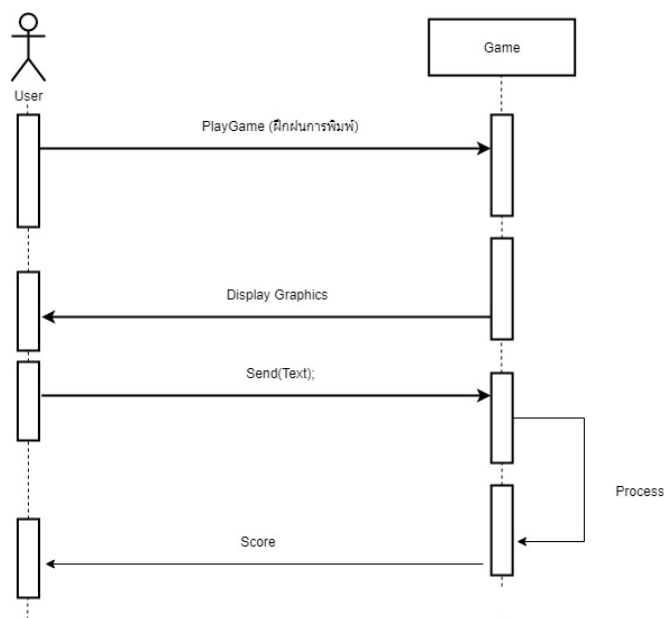 Game
User
PlayGame (ฝึกฝนการพิมพ์)
Display Graphics
Send(Text);
Process
Score